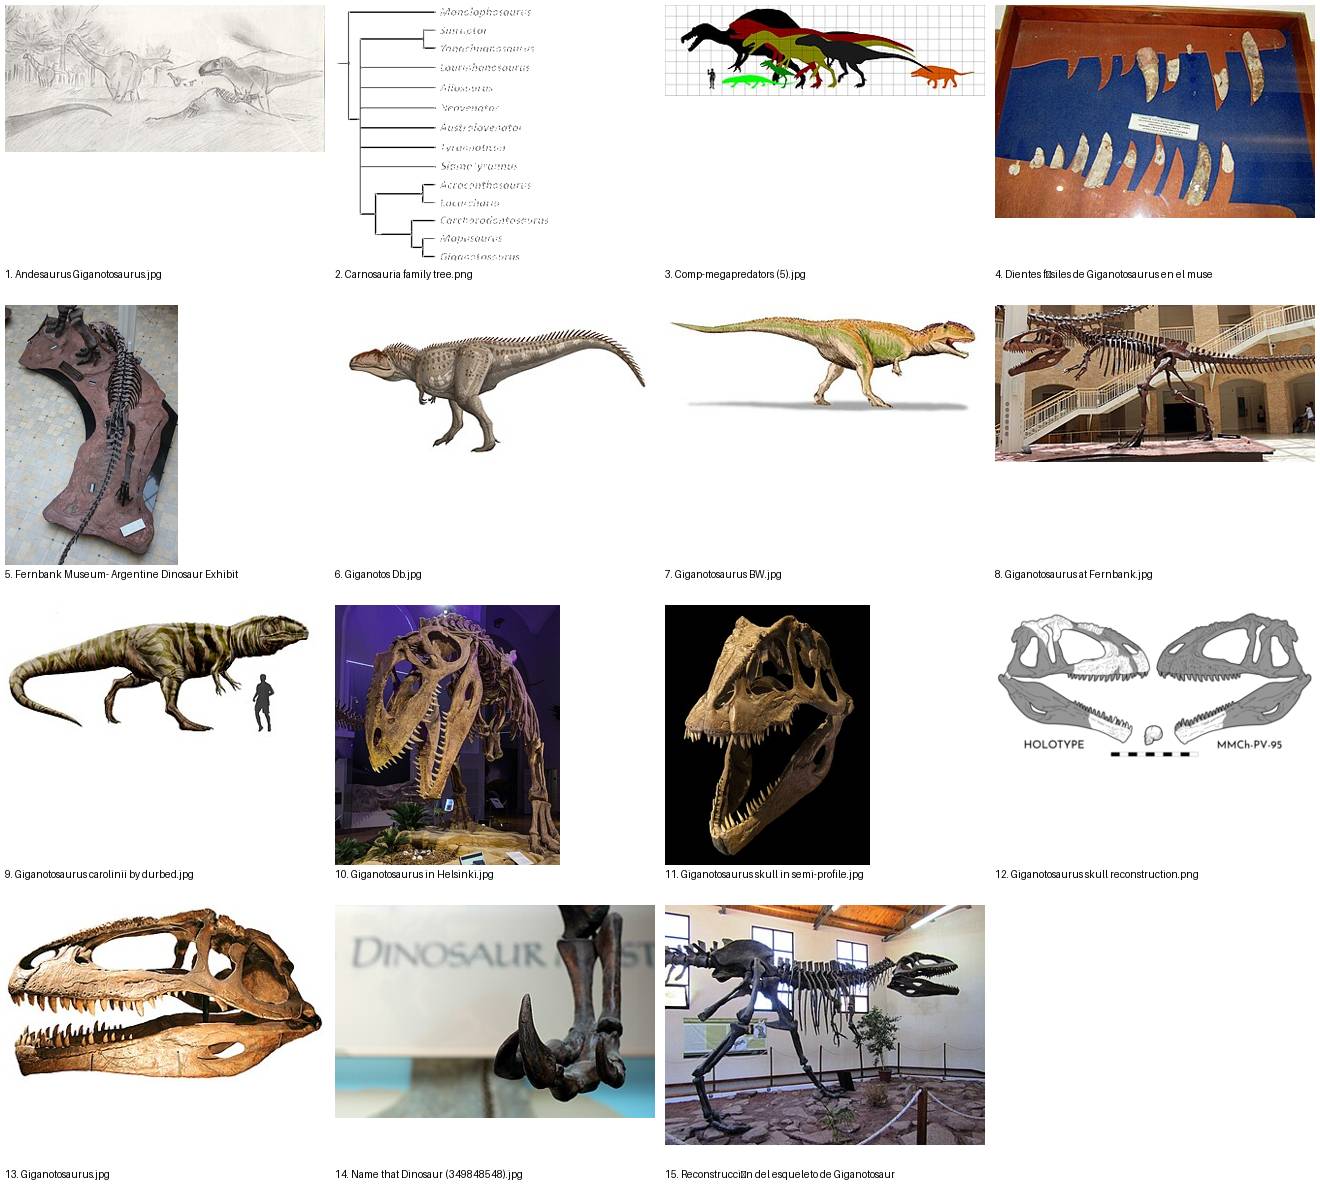 Monolophosaurus
Sinraptor
Yangchuanosaurus
Lourinhanosaurus
Allosaurus
Neovenator
Australovenator
Fukuiraptor
Siamotyrannus
Acrocanthosaurus
Carcharodontosaurus
Mapusaurus
Giganotosaurus
1. Andesaurus Giganotosaurus.jpg
2. Carnosauria family tree.png
3. Comp-megapredators (5).jpg
4. Dientes f�siles de Giganotosaurus en el muse
5. Fernbank Museum- Argentine Dinosaur Exhibit
6. Giganotos Db.jpg
7. Giganotosaurus BW.jpg
8. Giganotosaurus at Fernbank.jpg
HOLOTYPE
MMCh-PV-95
9. Giganotosaurus carolinii by durbed.jpg
10. Giganotosaurus in Helsinki.jpg
11. Giganotosaurus skull in semi-profile.jpg
12. Giganotosaurus skull reconstruction.png
DINOSAUR
13. Giganotosaurus.jpg
14. Name that Dinosaur (349848548).jpg
15. Reconstrucci�n del esqueleto de Giganotosaur